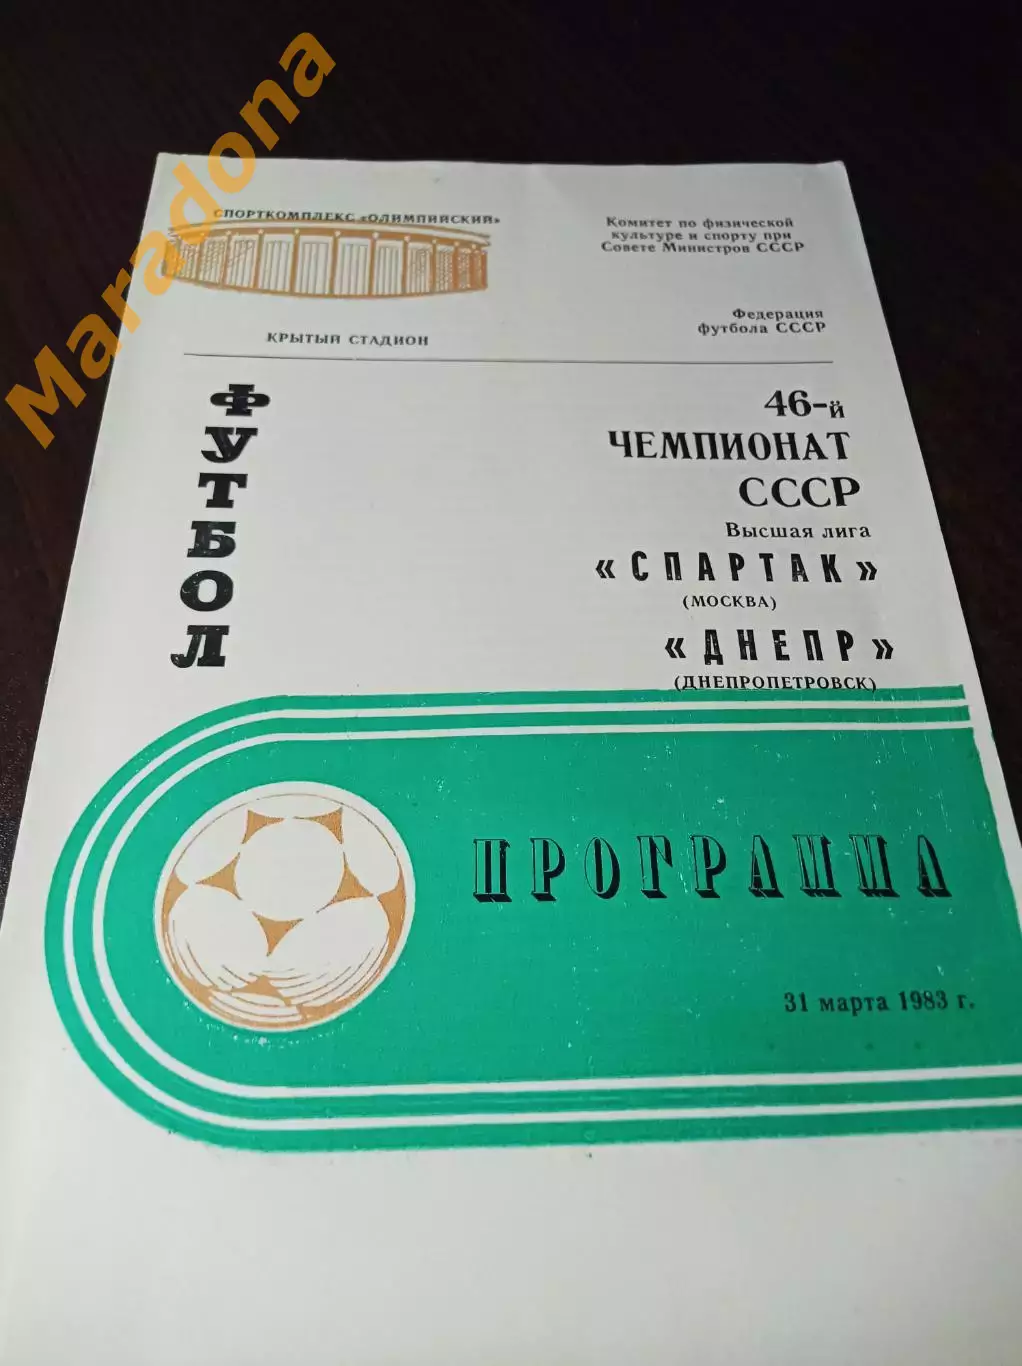 Maradona
СПОРТКОМПЛЕКС «ОЛИМПИЙСКИЙ»
КРЫТЫЙ СТАДИОН
Комитет по физической
культуре и спорту при
Совете Министров СССР
Федерация
футбола СССР
ФУТБОЛ
46-й
ЧЕМПИОНАТ
СССР
Высшая лига
«СПАРТАК»
(МОСКВА)
«ДНЕПР»
(ДНЕПРОПЕТРОВСК)
ПРОГРАММА
31 марта 1983 г.